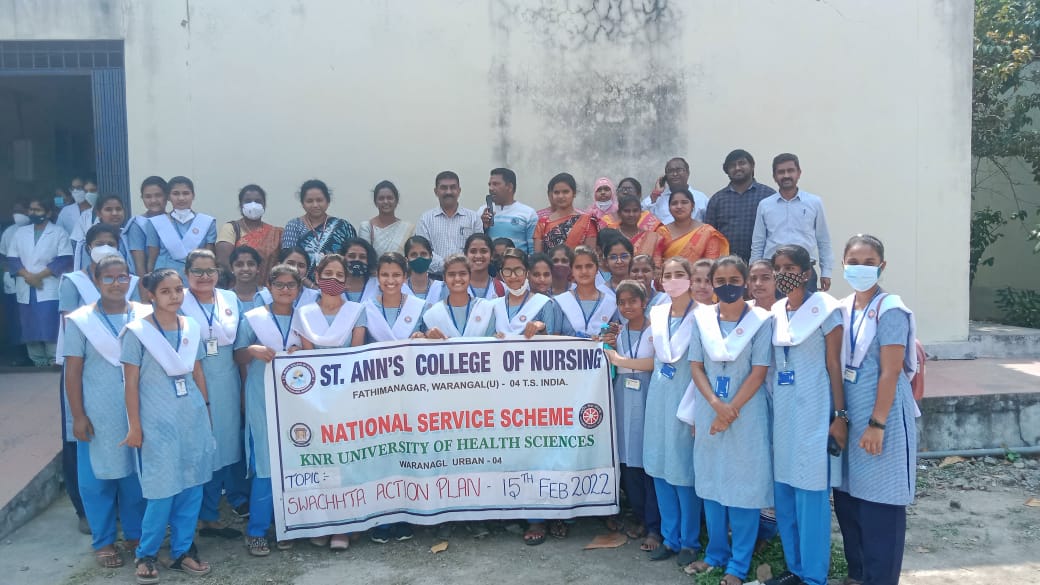 ST. ANN'S COLLEGE OF NURSING
FATHIMANAGAR, WARANGAL(U) - 04 T.S. INDIA.
NATIONAL SERVICE SCHEME
KNR UNIVERSITY OF HEALTH SCIENCES
WARANAGL URBAN - 04
TOPIC :-
SWACHHTA ACTION PLAN - 15TH FEB 2022